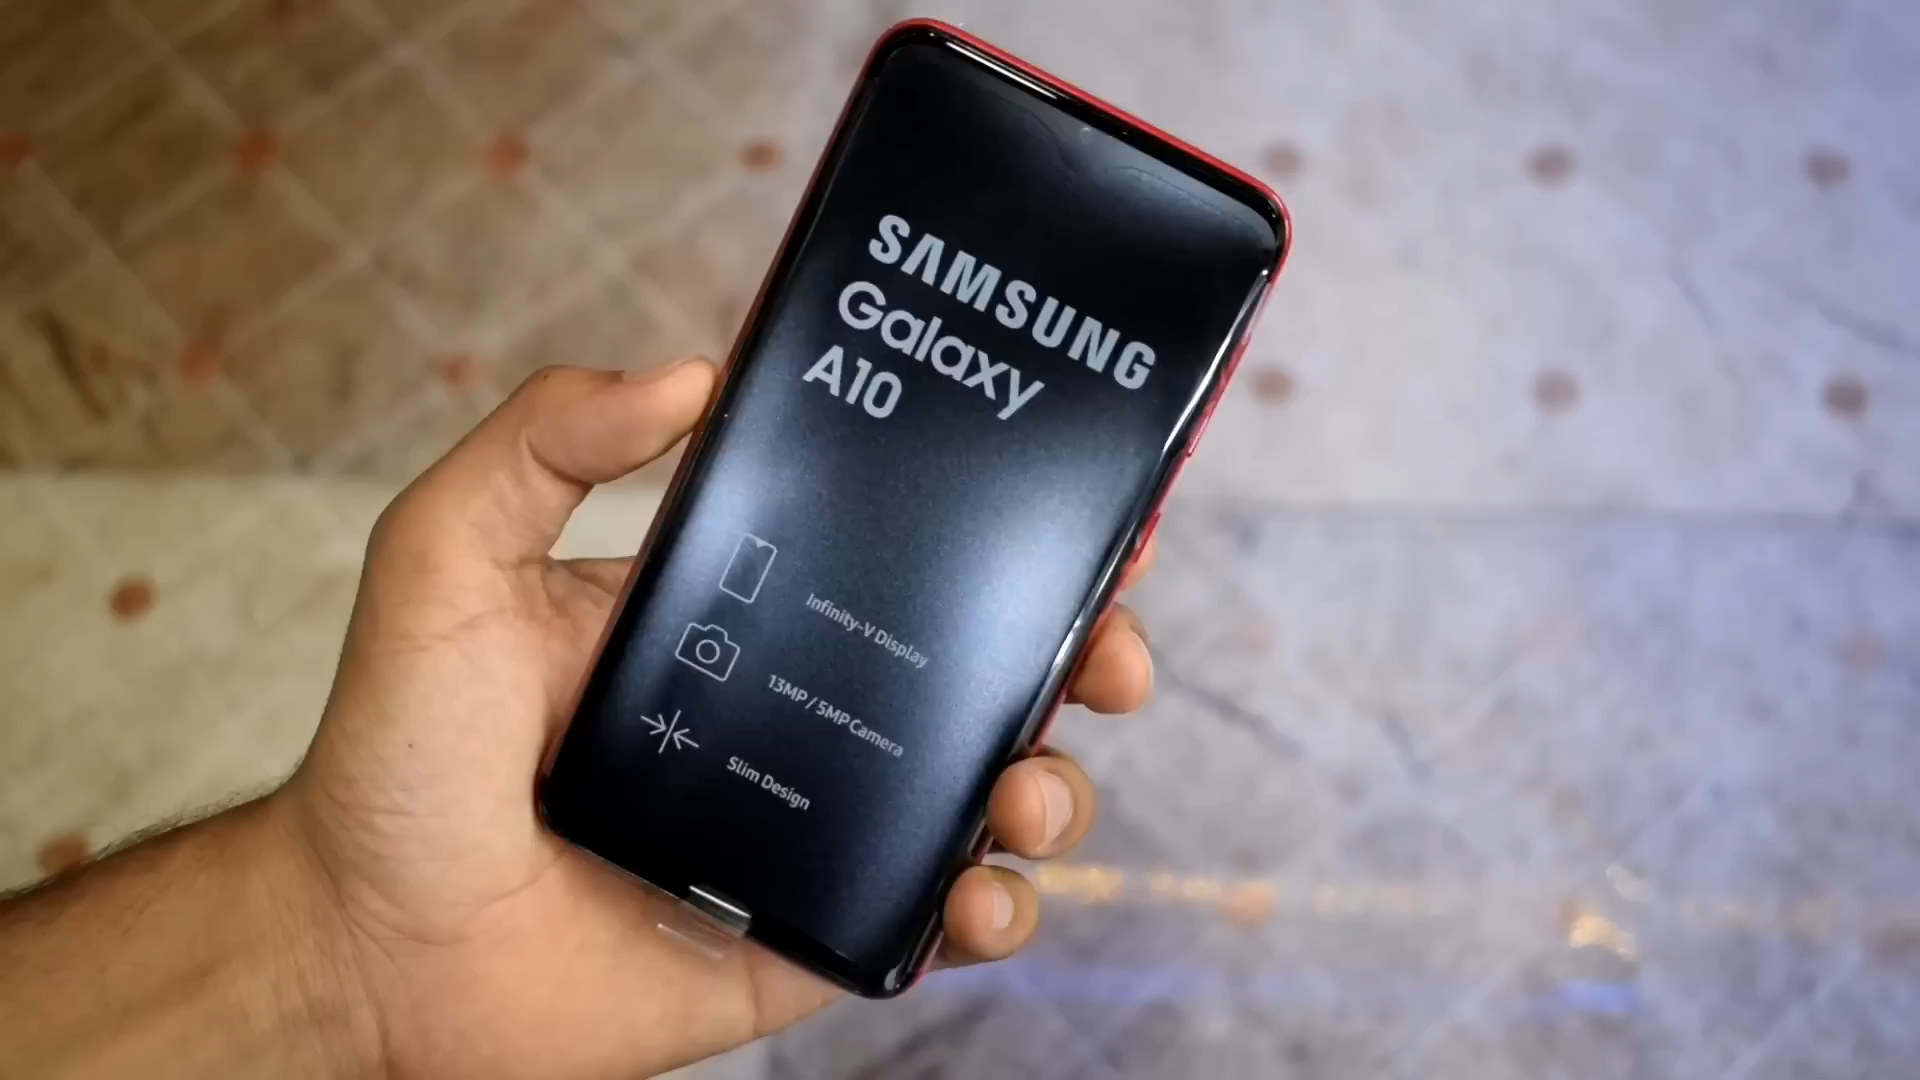 SAMSUNG
Galaxy
A10
Infinity-V Display
13MP / 5MP Camera
Slim Design